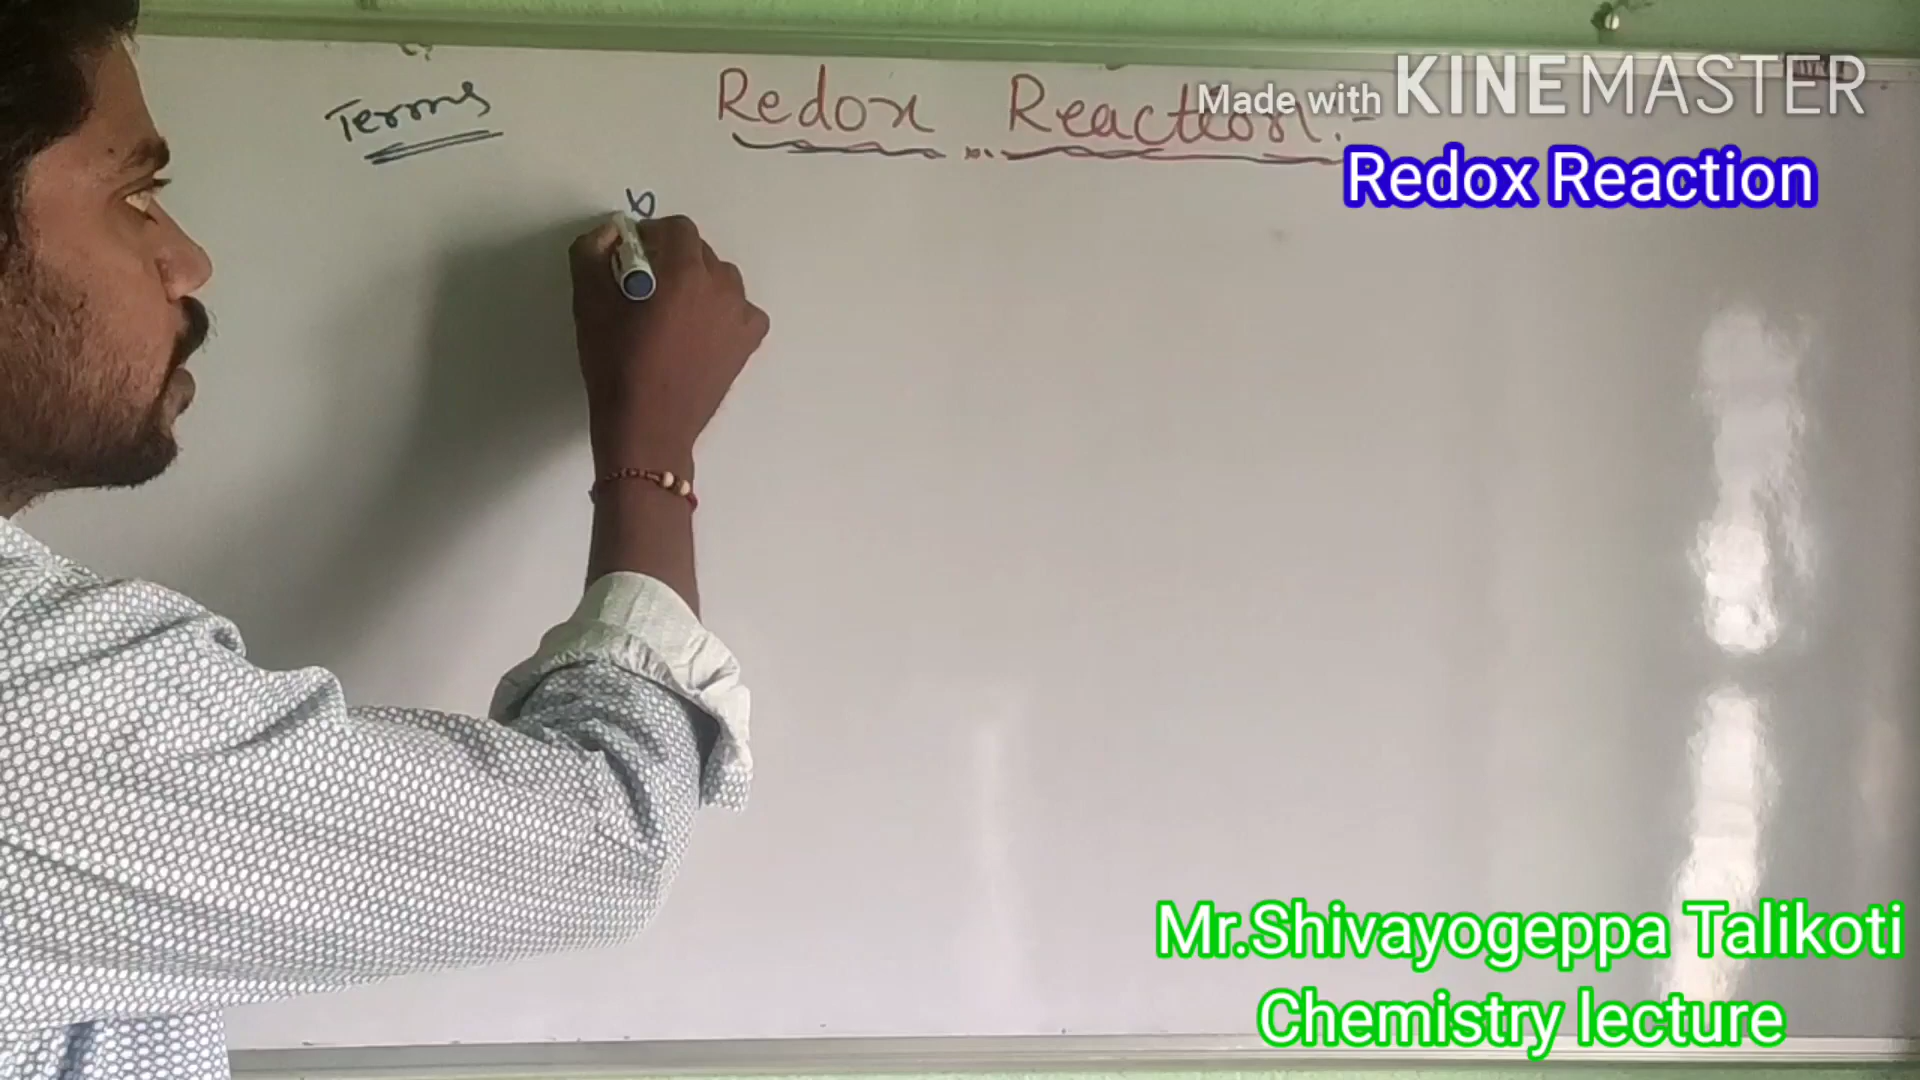 Terms
Redox Reaction:-
Made with KINEMASTER
Redox Reaction
Mr.Shivayogeppa Talikoti
Chemistry lecture